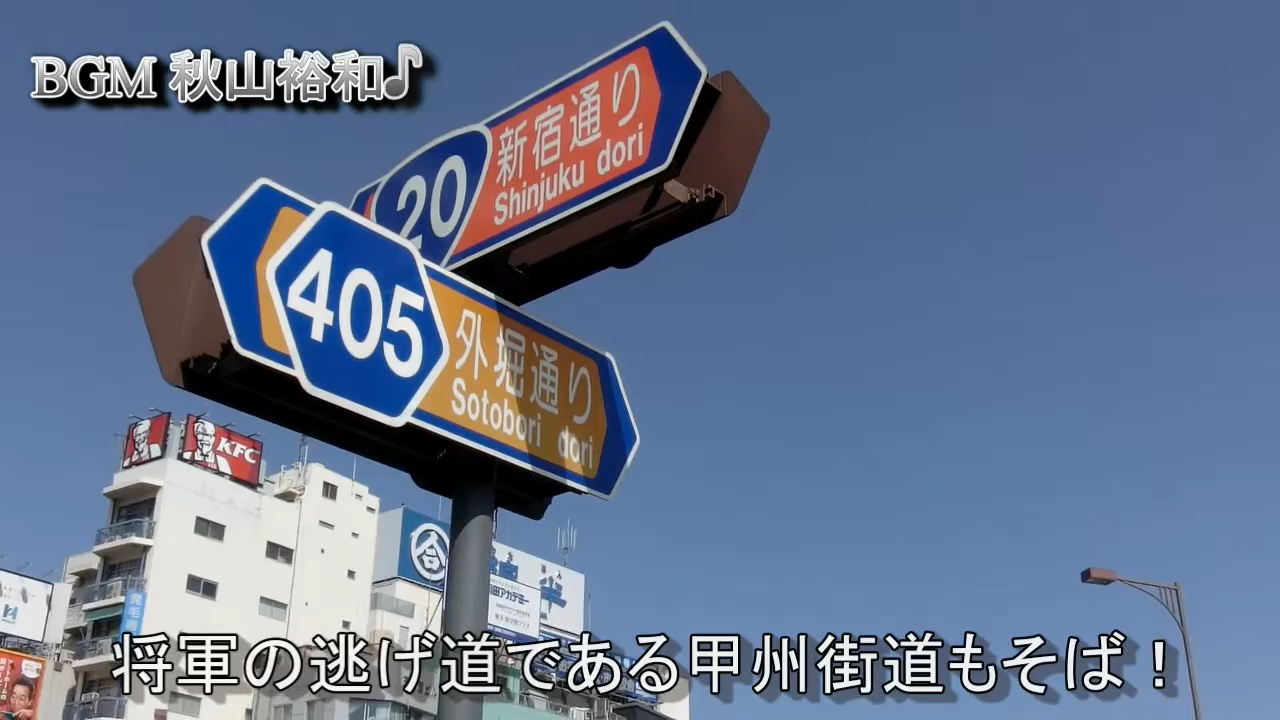 BGM 秋山裕和♪
20
新宿通り
Shinjuku dori
405
外堀通り
Sotobori dori
KFC
将軍の逃げ道である甲州街道もそば！